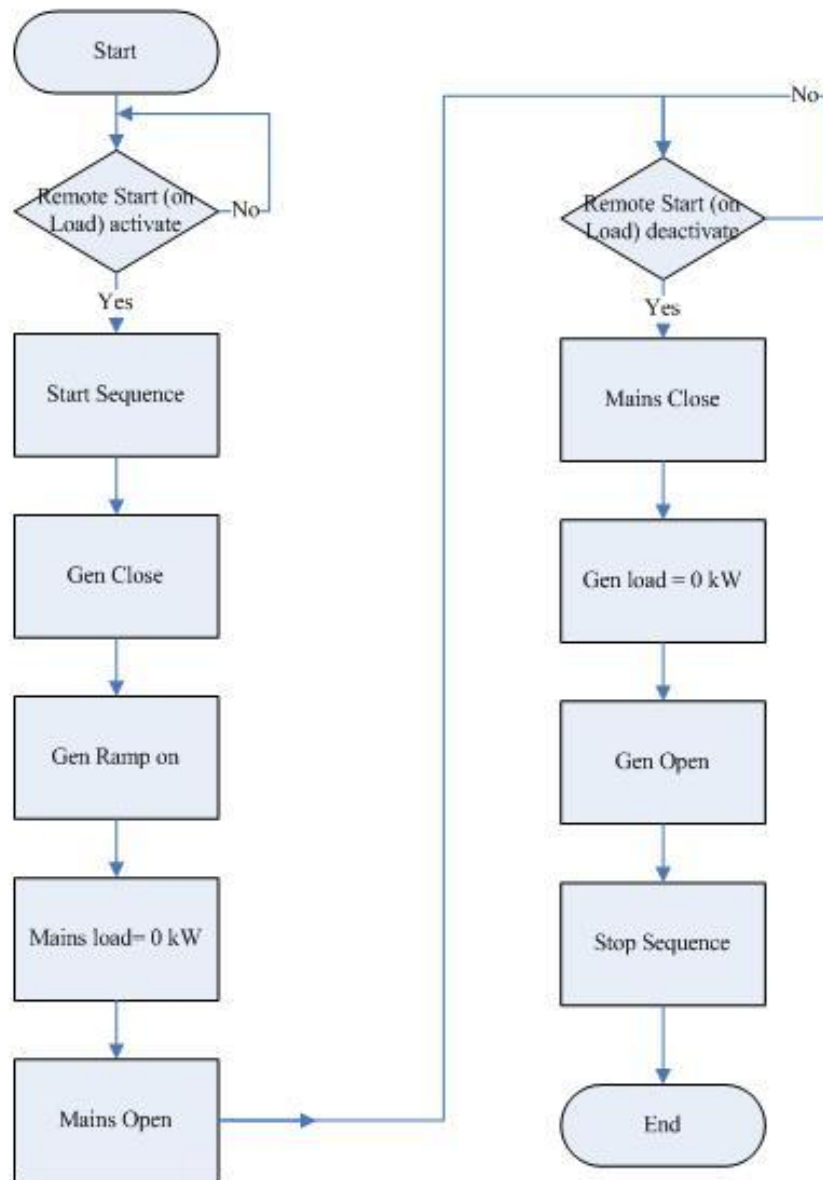 Start
Remote Start (on
Load) activate
No
Yes
Start Sequence
Gen Close
Gen Ramp on
Mains load= 0 kW
Mains Open
No
Remote Start (on
Load) deactivate
Yes
Mains Close
Gen load = 0 kW
Gen Open
Stop Sequence
End